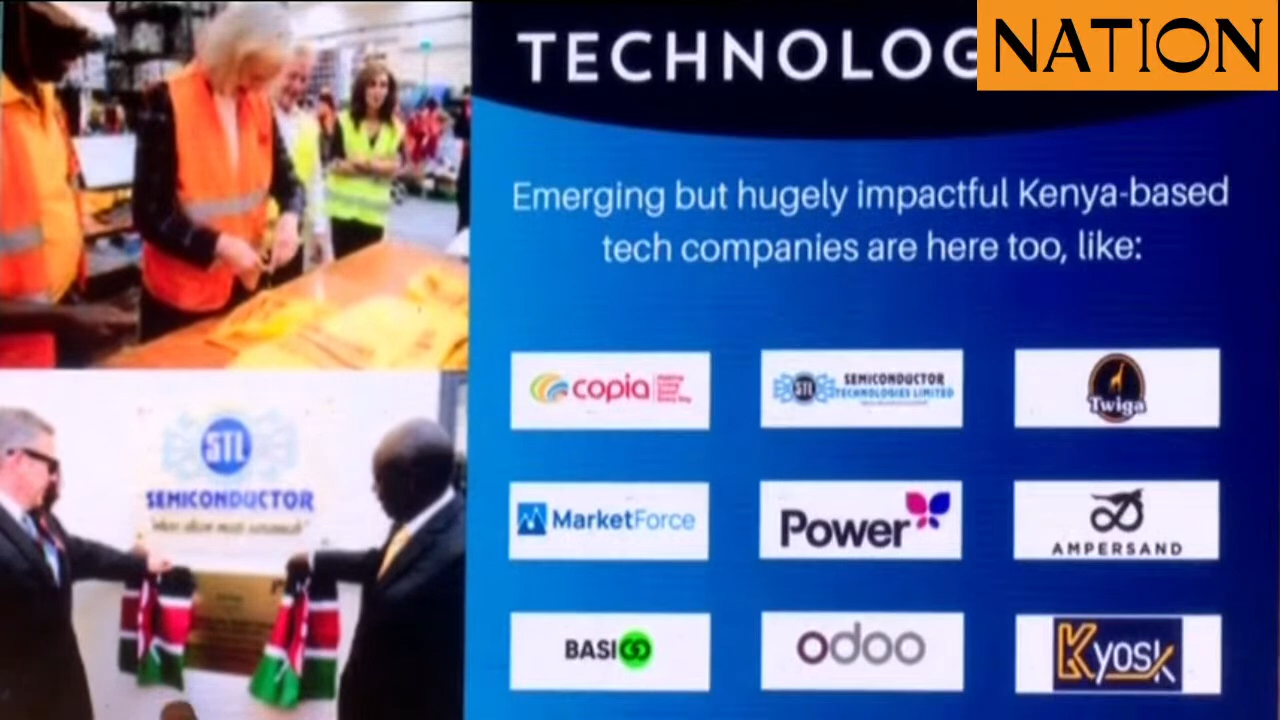 TECHNOLOG
NATION
Emerging but hugely impactful Kenya-based
tech companies are here too, like:
copia
STL
SEMICONDUCTOR
TECHNOLOGIES LIMITED
Twiga
MarketForce
Power
AMPERSAND
BASIGO
odoo
Kyosk
STL
SEMICONDUCTOR